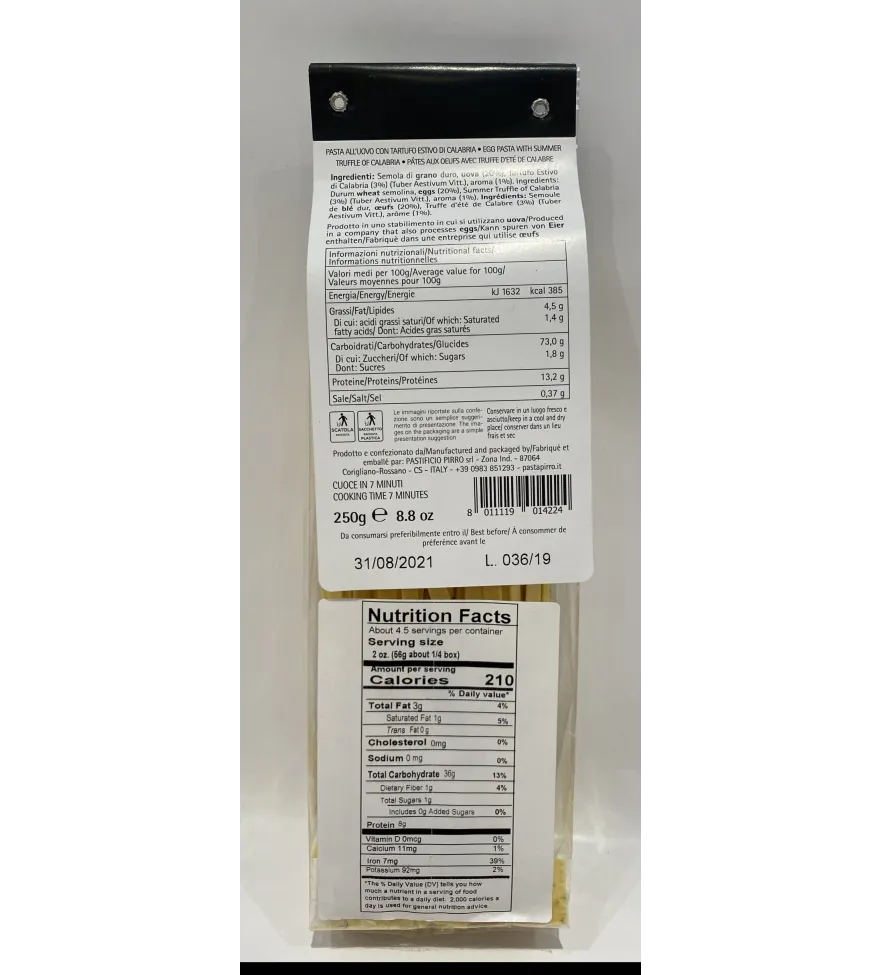 PASTA ALL'UOVO CON TARTUFO ESTIVO DI CALABRIA • EGG PASTA WITH SUMMER
TRUFFLE OF CALABRIA • PÂTES AUX OEUFS AVEC TRUFFE D'ETÉ DE CALABRE
Ingredienti: Semola di grano duro, uova (20%), Tartufo Estivo
di Calabria (3%) (Tuber Aestivum Vitt.), aroma (1%). Ingredients:
Durum wheat semolina, eggs (20%), Summer Truffle of Calabria
(3%) (Tuber Aestivum Vitt.), aroma (1%). Ingrédients: Semoule
de blé dur, œufs (20%), Truffe d'été de Calabre (3%) (Tuber
Aestivum Vitt.), arôme (1%).
Prodotto in uno stabilimento in cui si utilizzano uova/Produced
in a company that also processes eggs/Kann spuren von Eier
enthalten/Fabriqué dans une entreprise qui utilise œufs
Informazioni nutrizionali/Nutritional facts/
Informations nutritionnelles
Valori medi per 100g/Average value for 100g/
Valeurs moyennes pour 100g
Energia/Energy/Energie kJ 1632 kcal 385
Grassi/Fat/Lipides 4,5 g
Di cui: acidi grassi saturi/Of which: Saturated 1,4 g
fatty acids/ Dont: Acides gras saturés
Carboidrati/Carbohydrates/Glucides 73,0 g
Di cui: Zuccheri/Of which: Sugars 1,8 g
Dont: Sucres
Proteine/Proteins/Protéines 13,2 g
Sale/Salt/Sel 0,37 g
SCATOLA
SACCHETTO
PLASTICA
Le immagini riportate sulla confe-
zione sono un semplice suggeri-
mento di presentazione. The ima-
ges on the packaging are a simple
presentation suggestion
Conservare in un luogo fresco e
asciutto/keep in a cool and dry
place/ conserver dans un lieu
frais et sec
Prodotto e confezionato da/Manufactured and packaged by/Fabriqué et
emballé par: PASTIFICIO PIRRO srl - Zona Ind. - 87064
Corigliano-Rossano - CS - ITALY - +39 0983 851293 - pastapirro.it
CUOCE IN 7 MINUTI
COOKING TIME 7 MINUTES
250g e 8.8 oz
8 011119 014224
Da consumarsi preferibilmente entro il/ Best before/ À consommer de
préférence avant le
31/08/2021 L. 036/19
Nutrition Facts
About 4.5 servings per container
Serving size
2 oz. (56g about 1/4 box)
Amount per serving
Calories 210
% Daily value*
Total Fat 3g 4%
Saturated Fat 1g 5%
Trans Fat 0 g
Cholesterol 0mg 0%
Sodium 0 mg 0%
Total Carbohydrate 36g 13%
Dietary Fiber 1g 4%
Total Sugars 1g
Includes 0g Added Sugars 0%
Protein 8g
Vitamin D 0mcg 0%
Calcium 11mg 1%
Iron 7mg 39%
Potassium 92mg 2%
*The % Daily Value (DV) tells you how
much a nutrient in a serving of food
contributes to a daily diet. 2,000 calories a
day is used for general nutrition advice.